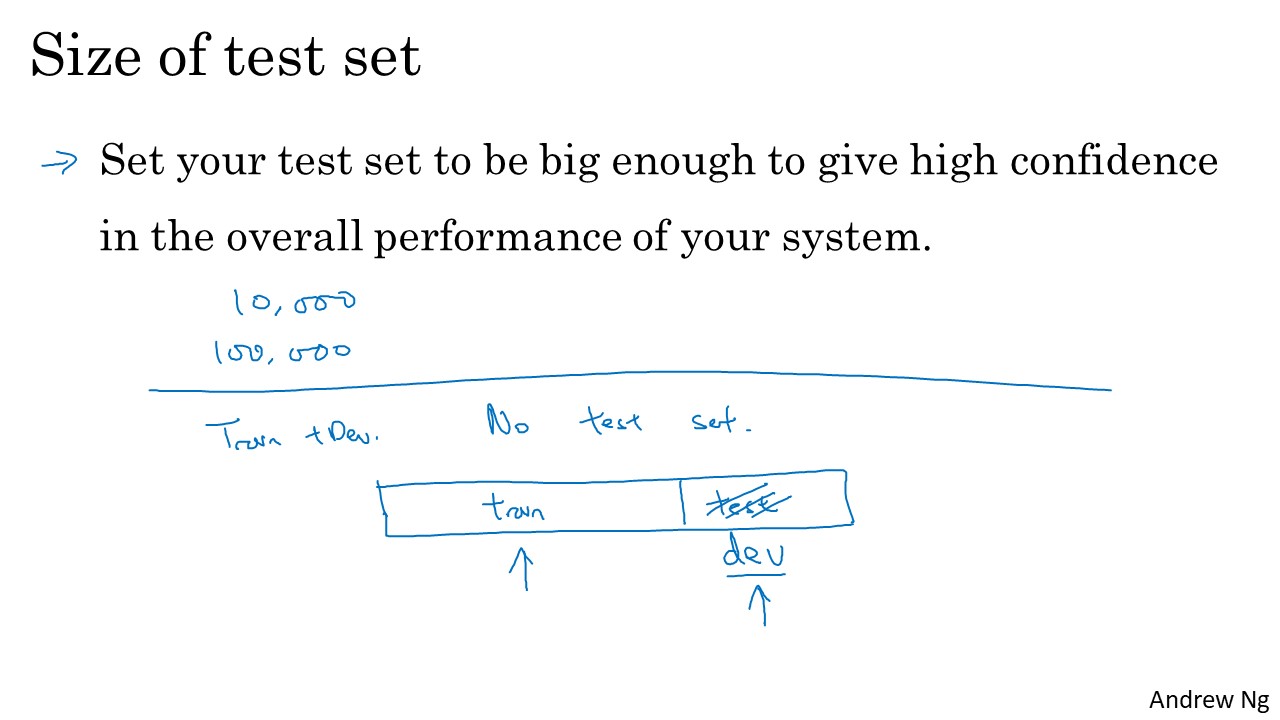 Size of test set
→ Set your test set to be big enough to give high confidence
in the overall performance of your system.
10,000
100,000
Train + Dev. No test set.
train test
dev
Andrew Ng